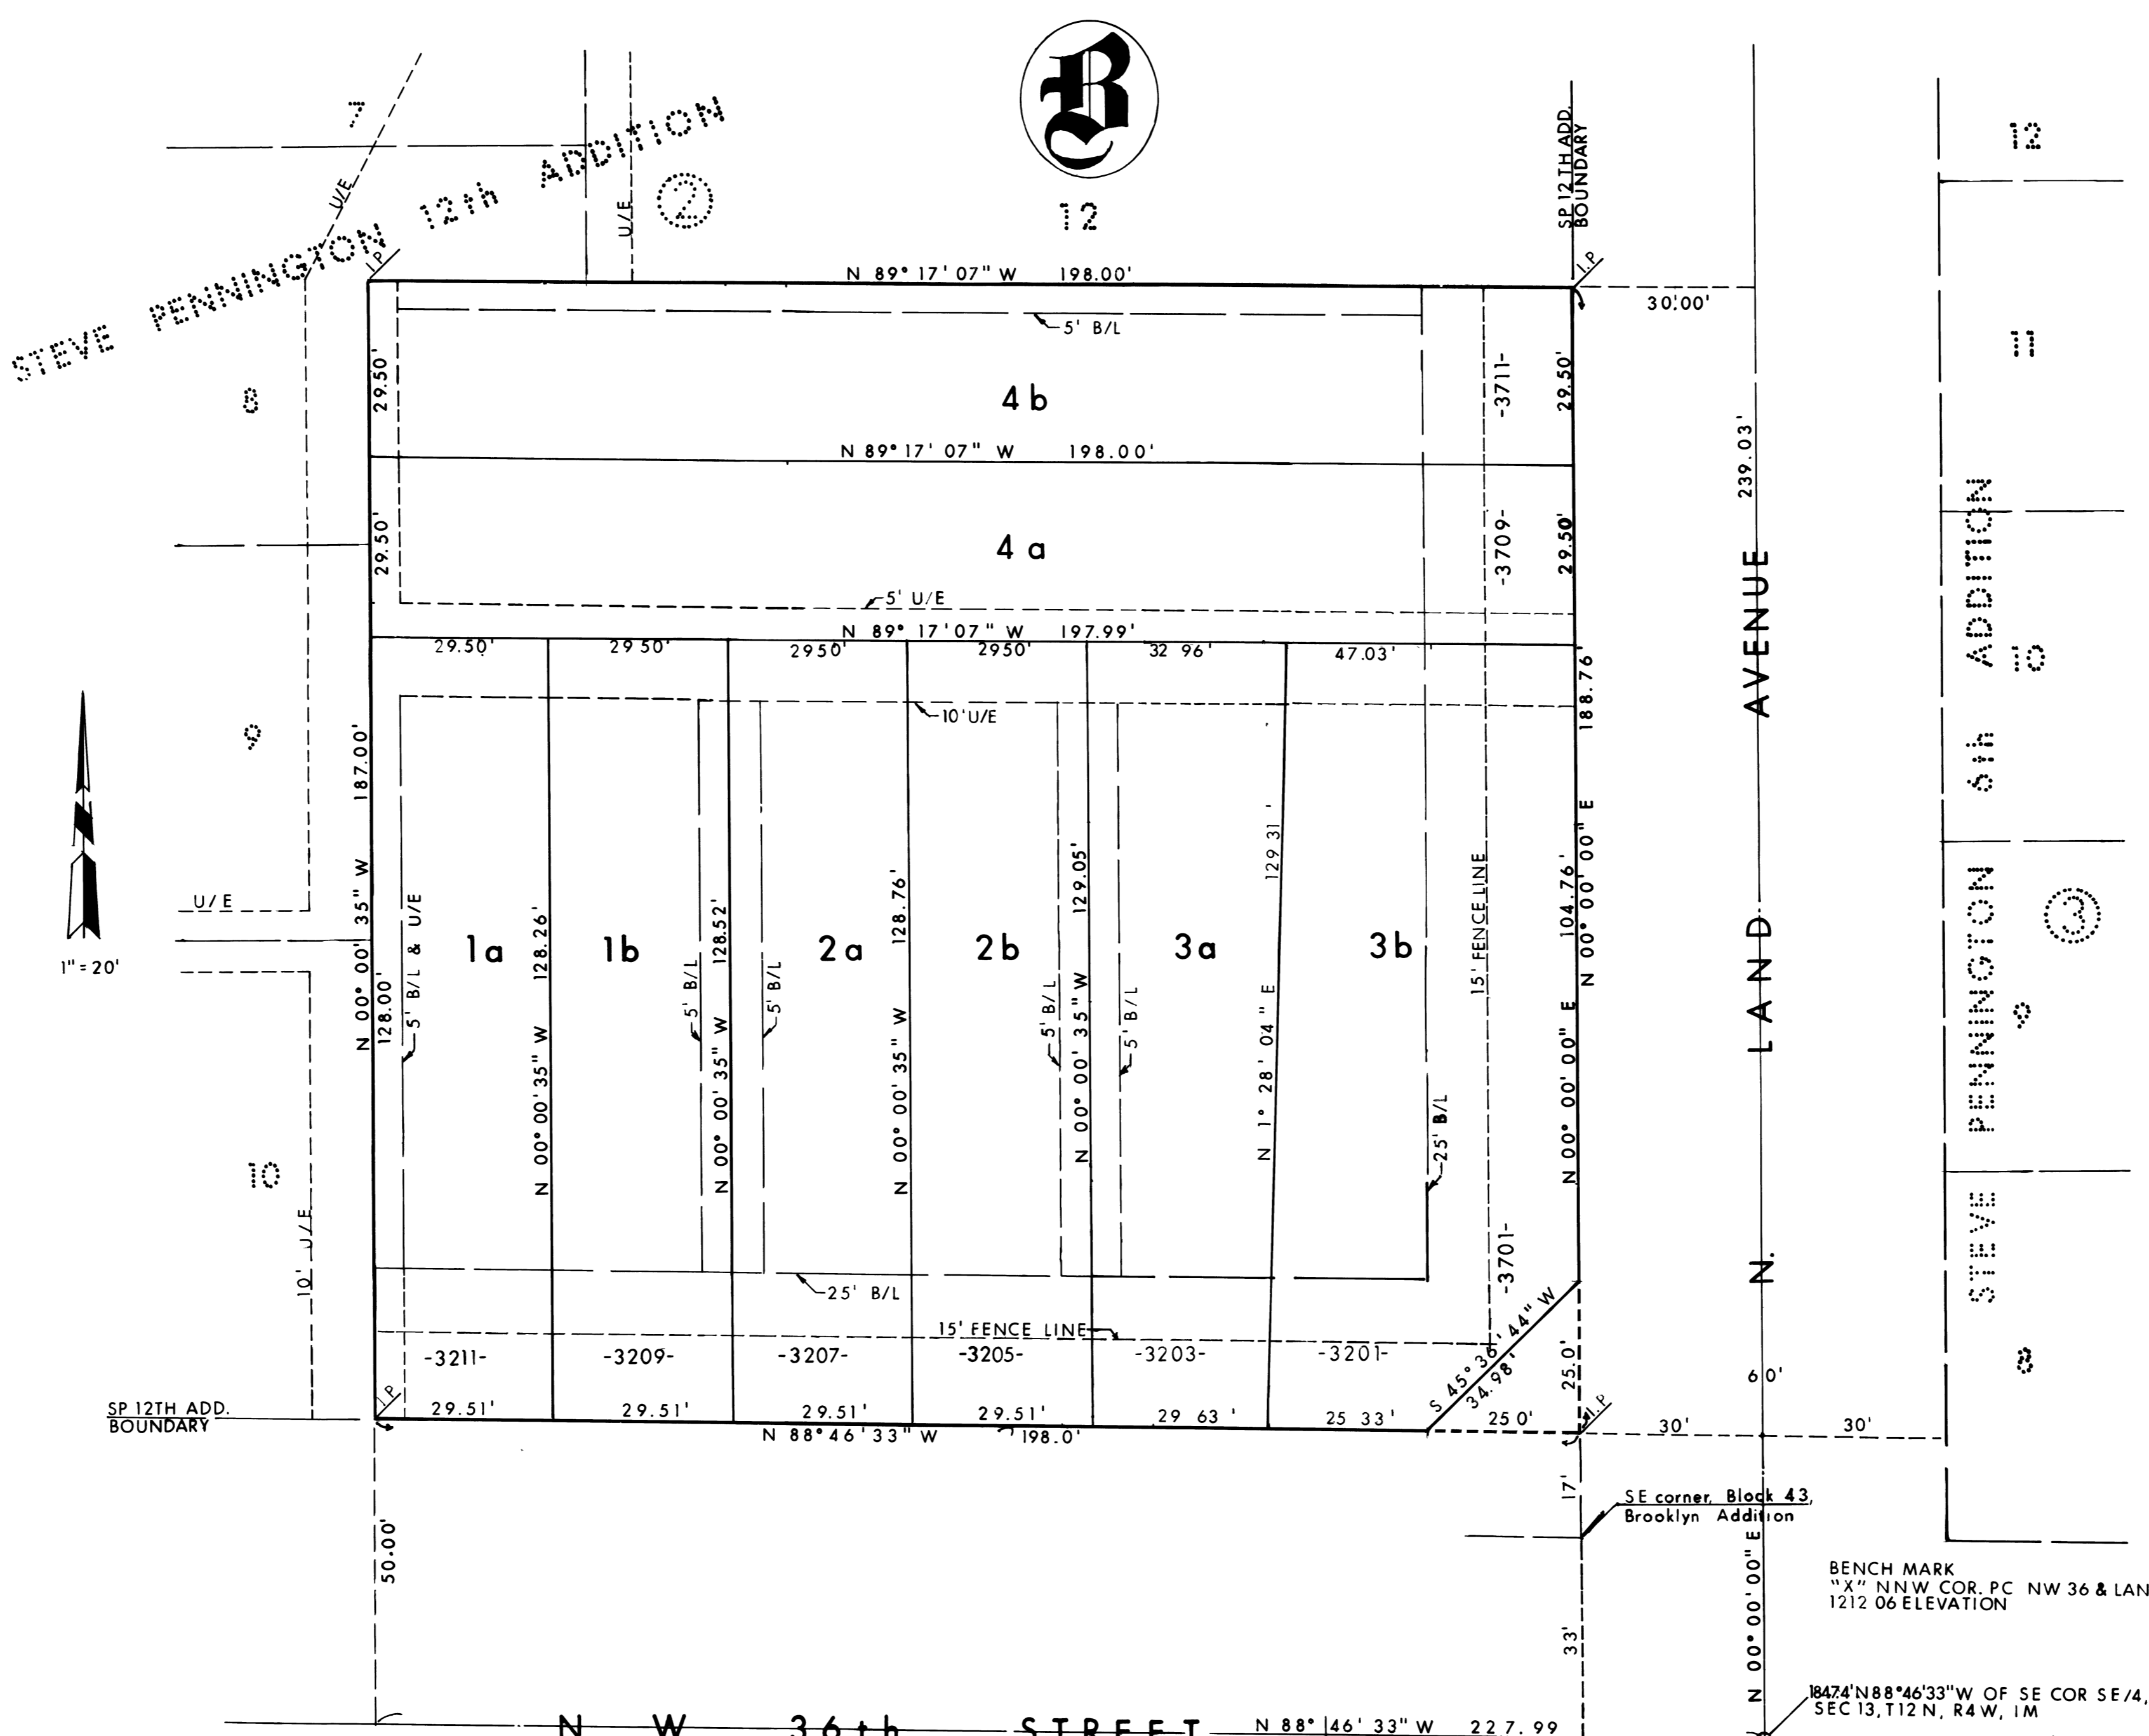 B
7
STEVE PENNINGTON 12th ADDITION
U/E
U/E
2
12
SP 12TH ADD.
BOUNDARY
12
I.P
N 89° 17' 07" W 198.00'
I.P
30.00'
5' B/L
11
29.50'
4b
-3711-
29.50'
8
N 89° 17' 07" W 198.00'
239.03'
29.50'
4a
-3709-
29.50'
5' U/E
N 89° 17' 07" W 197.99'
29.50'
29 50'
2950'
2950'
32 96'
47.03'
188.76'
N 00° 00' 00" E
10
STEVE PENNINGTON 6th ADDITION
N. LAND AVENUE
10' U/E
9
187.00'
N 00° 00' 35" W
128.00'
5' B/L & U/E
1a
128.26'
N 00° 00' 35" W
1b
5' B/L
128.52'
N 00° 00' 35" W
5' B/L
2a
128.76'
N 00° 00' 35" W
2b
5' B/L
129.05'
N 00° 00' 35" W
5' B/L
3a
129 31'
N 1° 28' 04" E
3b
25' B/L
15' FENCE LINE
104.76'
N 00° 00' 00" E
3
9
U/E
1" = 20'
10
10' U/E
25' B/L
-3701-
15' FENCE LINE
-3211-
-3209-
-3207-
-3205-
-3203-
-3201-
S 45° 36' 44" W
34.98'
25.0'
60'
8
SP 12TH ADD.
BOUNDARY
I.P
29.51'
29.51'
29.51'
29.51'
29 63'
25 33'
25 0'
I.P
30'
30'
N 88° 46' 33" W 198.0'
17'
SE corner, Block 43,
Brooklyn Addition
50.00'
33'
N 00° 00' 00" E
BENCH MARK
"X" NNW COR. PC NW 36 & LAN
1212 06 ELEVATION
1847.4' N 88° 46' 33" W OF SE COR SE/4,
SEC 13, T12 N, R4 W, IM
N W 36th STREET N 88° 46' 33" W 227.99